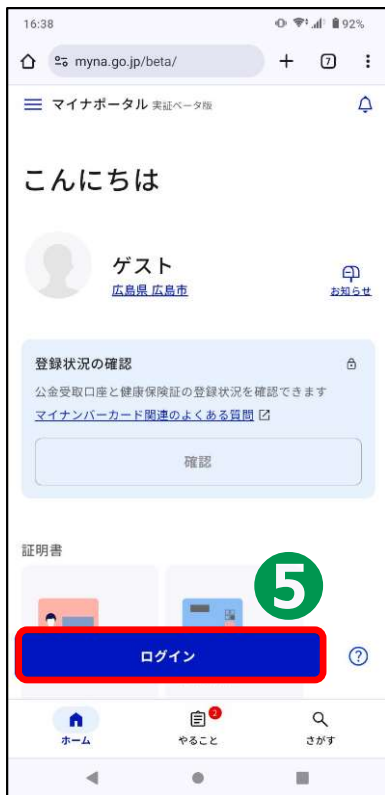 16:38
92%
myna.go.jp/beta/
7
マイナポータル 実証ベータ版
こんにちは
ゲスト
広島県 広島市
お知らせ
登録状況の確認
公金受取口座と健康保険証の登録状況を確認できます
マイナンバーカード関連のよくある質問
確認
証明書
5
ログイン
?
2
ホーム
やること
さがす